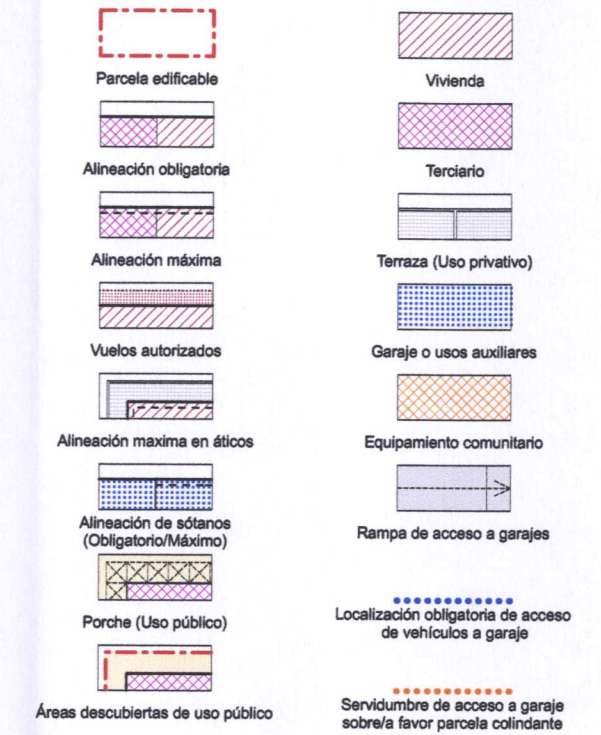 Parcela edificable
Vivienda
Alineación obligatoria
Terciario
Alineación máxima
Terraza (Uso privativo)
Vuelos autorizados
Garaje o usos auxiliares
Alineación maxima en áticos
Equipamiento comunitario
Alineación de sótanos
(Obligatorio/Máximo)
Rampa de acceso a garajes
Porche (Uso público)
Localización obligatoria de acceso
de vehículos a garaje
Áreas descubiertas de uso público
Servidumbre de acceso a garaje
sobre/a favor parcela colindante